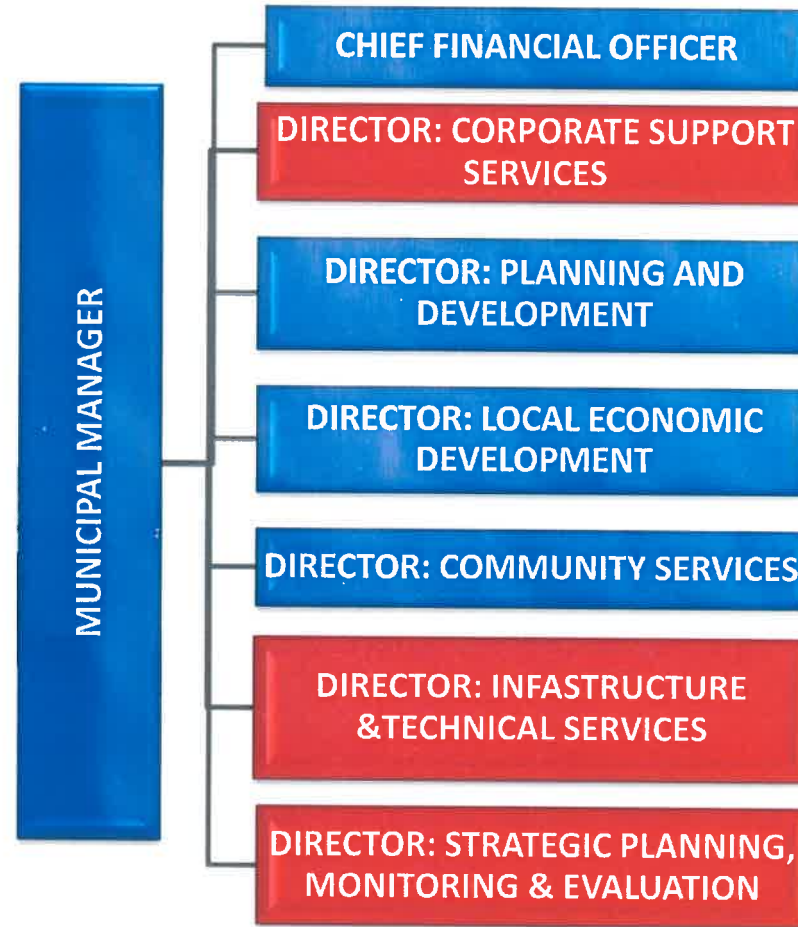 MUNICIPAL MANAGER
CHIEF FINANCIAL OFFICER
DIRECTOR: CORPORATE SUPPORT
SERVICES
DIRECTOR: PLANNING AND
DEVELOPMENT
DIRECTOR: LOCAL ECONOMIC
DEVELOPMENT
DIRECTOR: COMMUNITY SERVICES
DIRECTOR: INFASTRUCTURE
&TECHNICAL SERVICES
DIRECTOR: STRATEGIC PLANNING,
MONITORING & EVALUATION